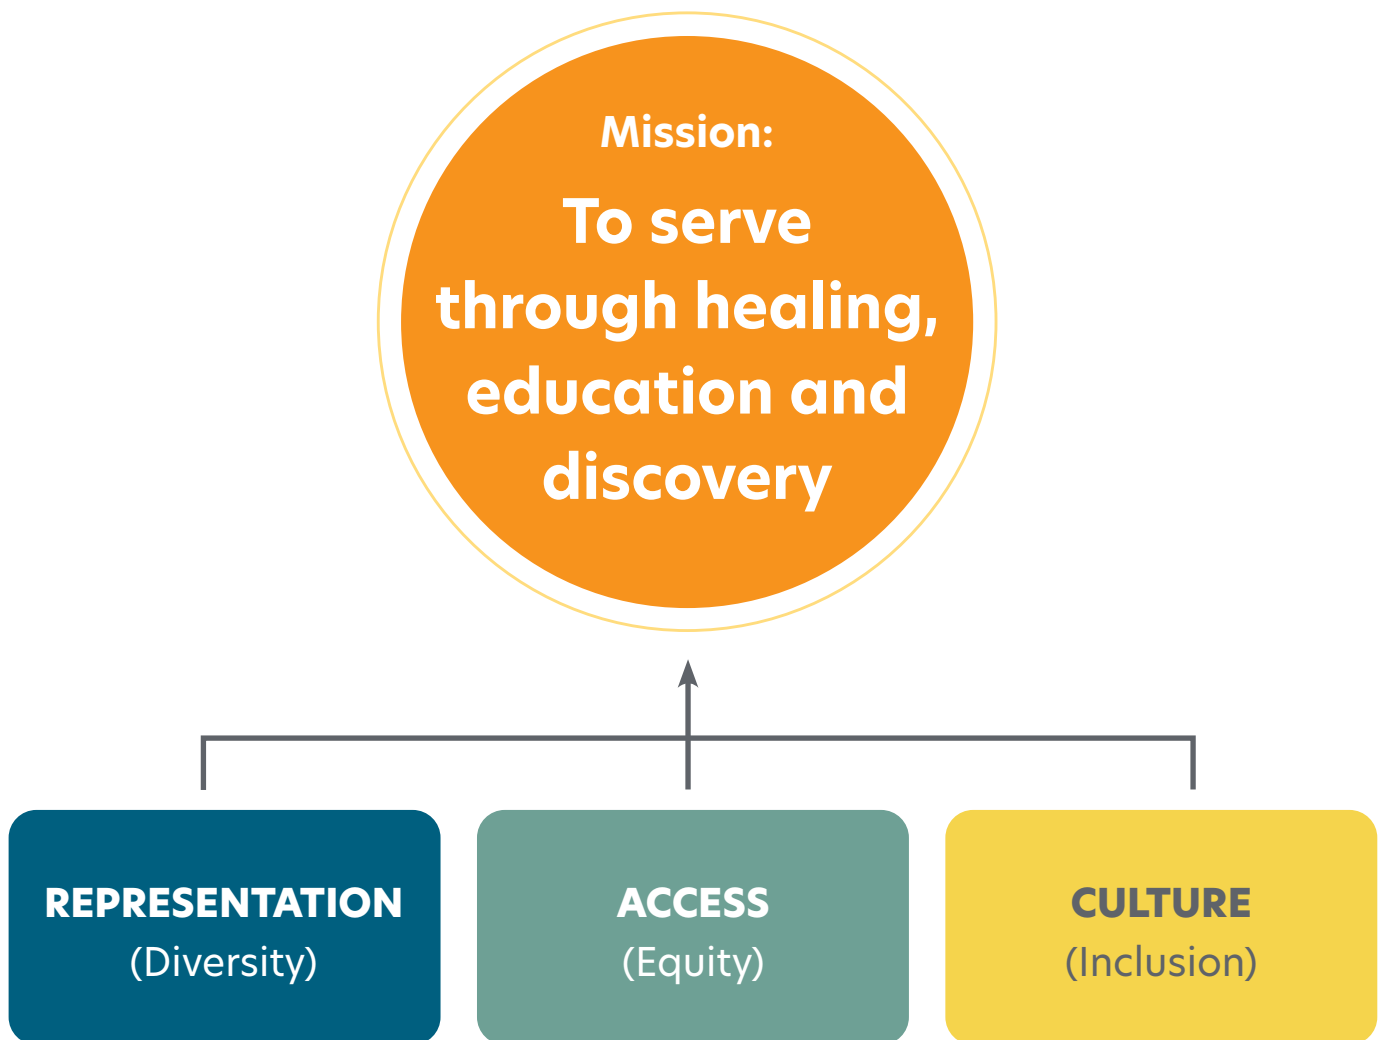 Mission:
To serve
through healing,
education and
discovery
REPRESENTATION
(Diversity)
ACCESS
(Equity)
CULTURE
(Inclusion)